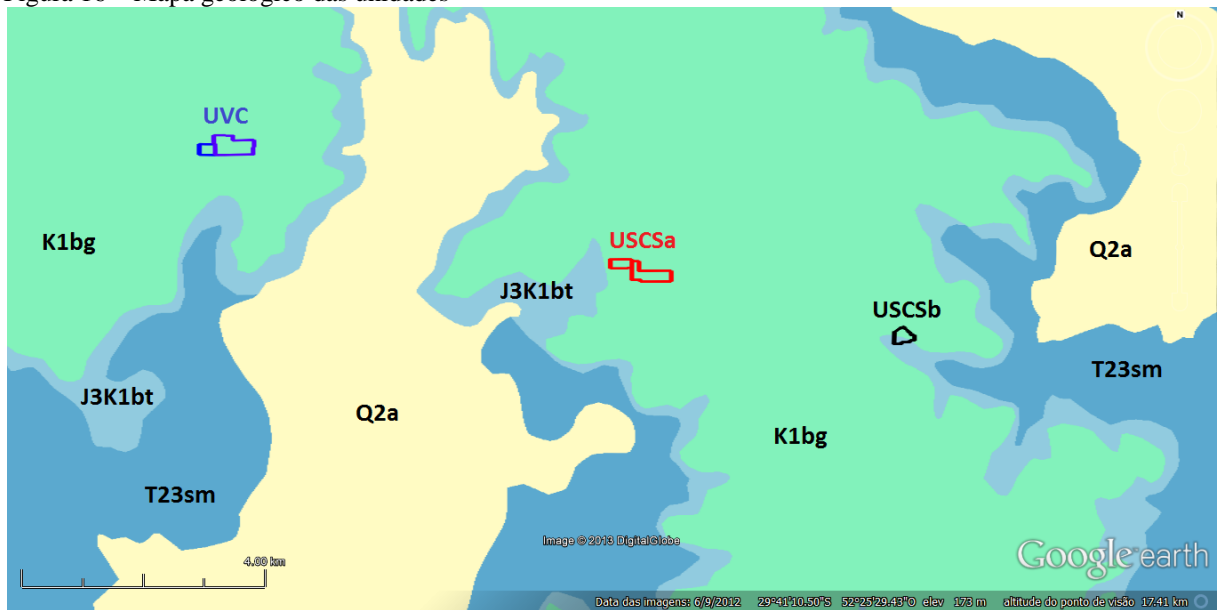 Figura 16 – Mapa geológico das unidades
N
UVC
K1bg
USCSa
Q2a
J3K1bt
USCSb
T23sm
J3K1bt
Q2a
K1bg
T23sm
4.00 km
Image © 2013 DigitalGlobe
Google earth
Data das imagens: 6/9/2012 29°41'10.50"S 52°25'29.43"O elev 173 m altitude do ponto de visão 17.41 km